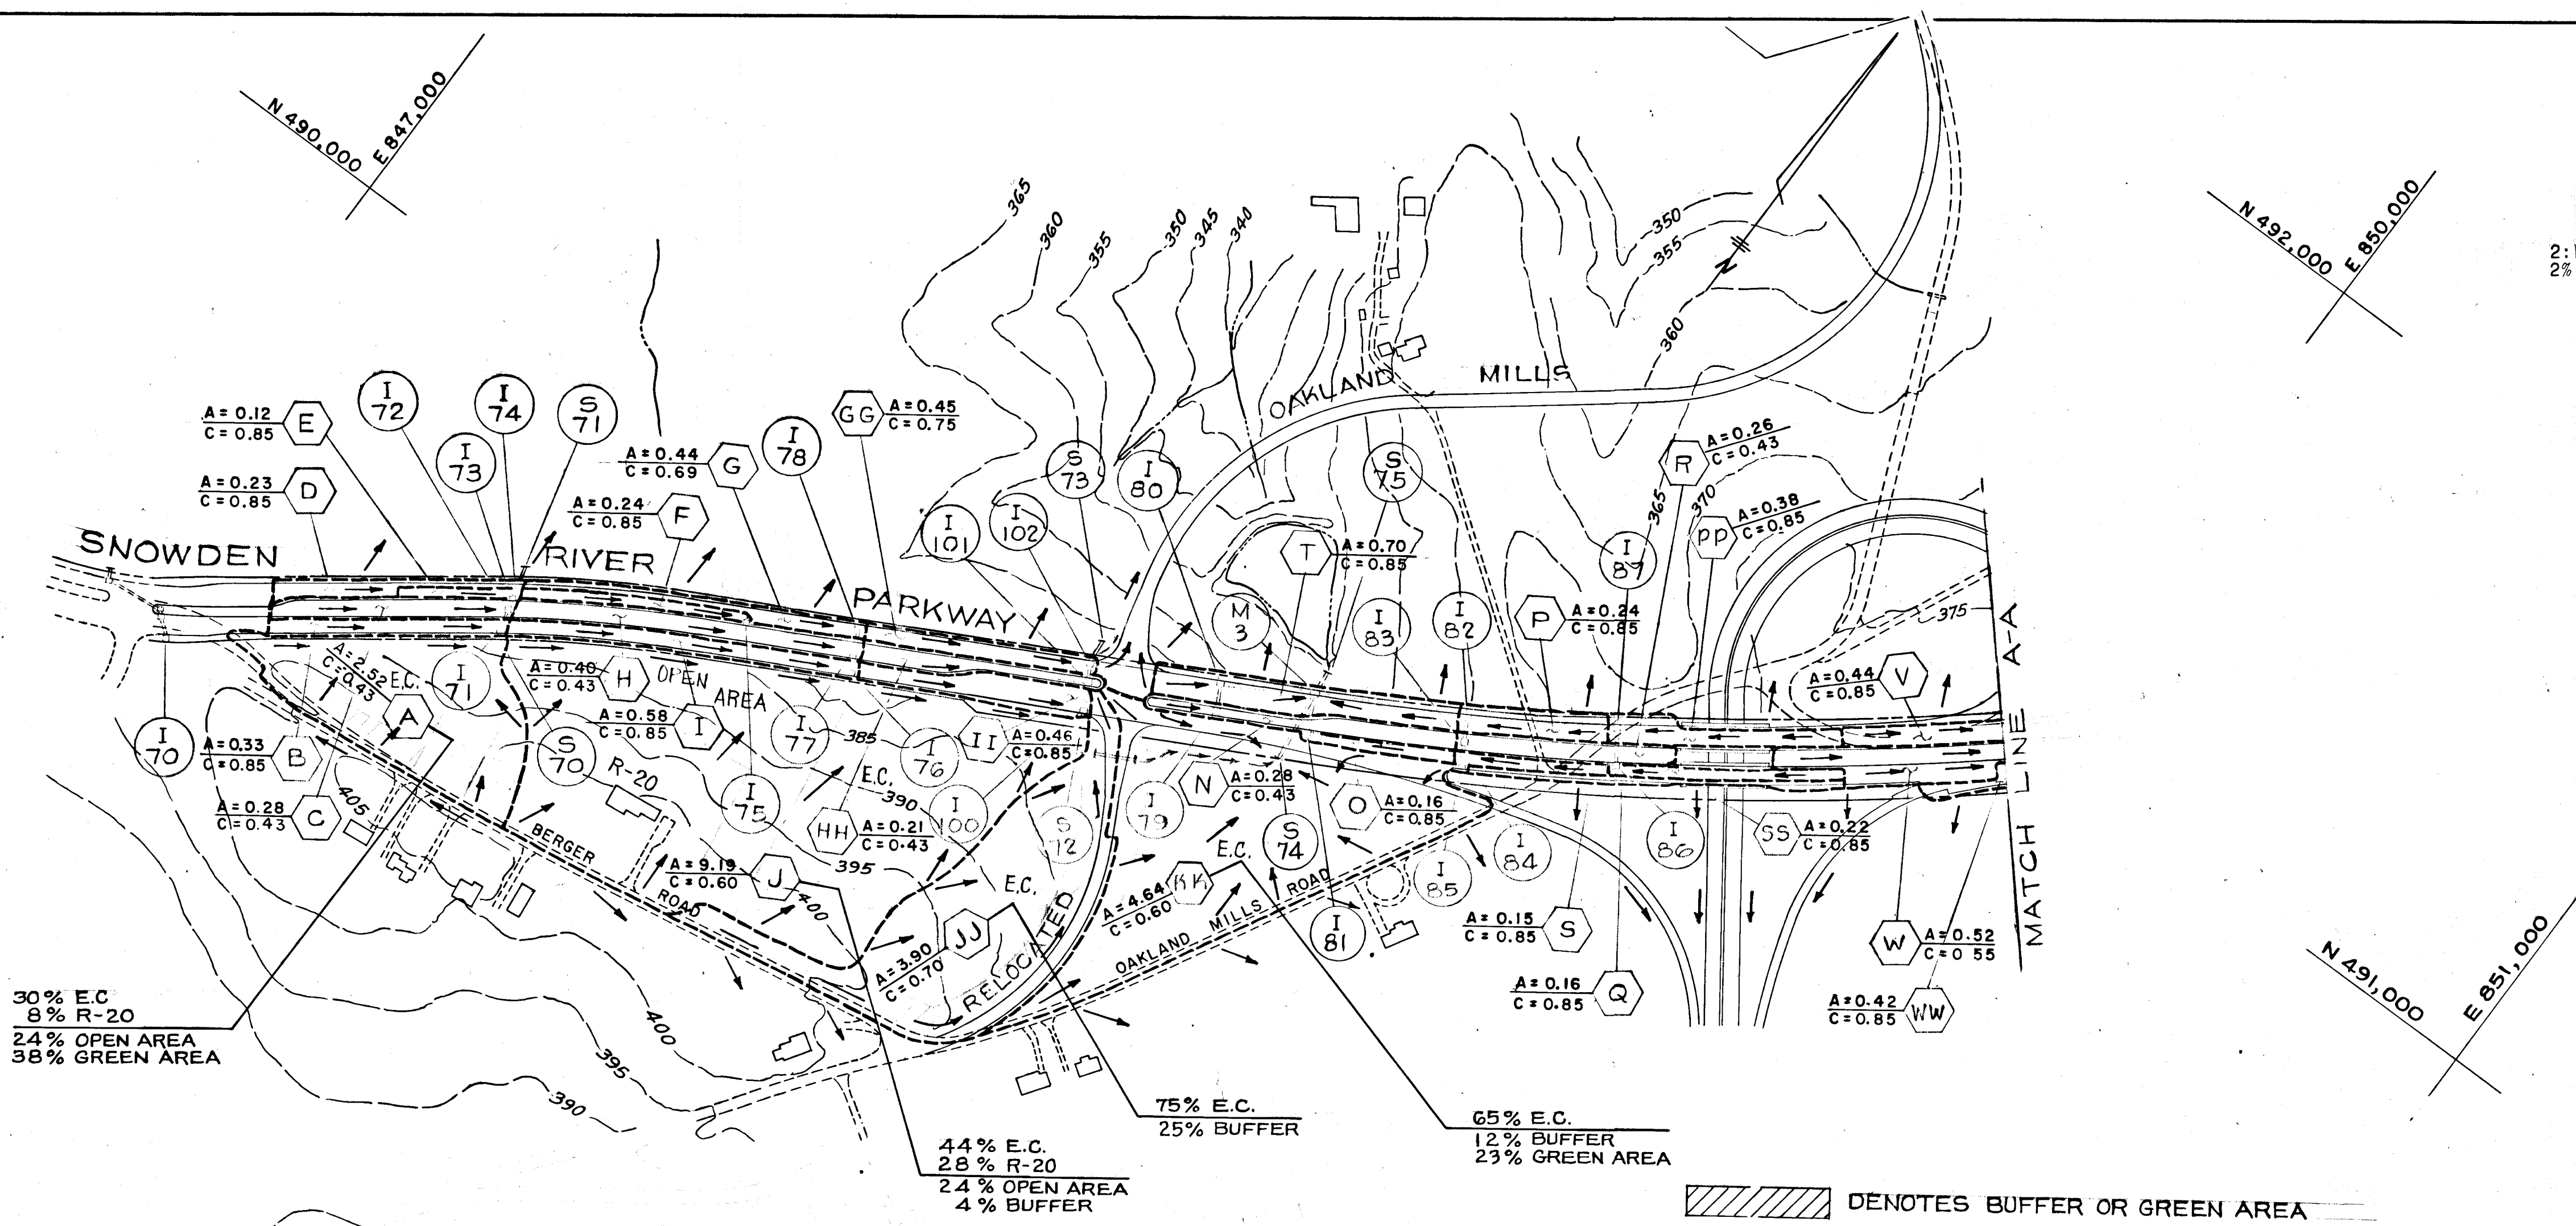 N 490,000
E 847,000
N 492,000
E 850,000
2:
2%
365
360
355
350
345
340
350
355
360
N
OAKLAND MILLS
A = 0.12
C = 0.85
E
I
72
I
74
S
71
I
73
A = 0.44
C = 0.69
G
I
78
GG
A = 0.45
C = 0.75
A = 0.23
C = 0.85
D
A = 0.24
C = 0.85
F
I
101
I
102
S
73
I
80
S
75
R
A = 0.26
C = 0.43
365
370
PP
A = 0.38
C = 0.85
T
A = 0.70
C = 0.85
I
87
SNOWDEN RIVER PARKWAY
M
3
I
83
I
82
P
A = 0.24
C = 0.85
375
MATCH LINE A-A
A = 2.52
C = 0.43
E.C.
A
I
71
A = 0.40
C = 0.43
H
OPEN
AREA
A = 0.58
C = 0.85
I
I
77
385
I
76
II
A = 0.46
C = 0.85
A = 0.44
C = 0.85
V
I
70
A = 0.33
C = 0.85
B
S
70
R-20
I
75
E.C.
390
I
100
N
A = 0.28
C = 0.43
O
A = 0.16
C = 0.85
A = 0.28
C = 0.43
C
405
BERGER
ROAD
HH
A = 0.21
C = 0.43
S
72
I
79
S
74
I
84
I
86
SS
A = 0.22
C = 0.85
A = 9.19
C = 0.60
J
395
400
E.C.
E.C.
A = 4.64
C = 0.60
KK
I
85
I
81
A = 0.15
C = 0.85
S
W
A = 0.52
C = 0 55
A = 3.90
C = 0.70
JJ
RELOCATED
OAKLAND MILLS ROAD
A = 0.16
C = 0.85
Q
A = 0.42
C = 0.85
WW
N 491,000
E 851,000
30% E.C
8% R-20
24% OPEN AREA
38% GREEN AREA
400
395
390
75% E.C.
25% BUFFER
65% E.C.
12% BUFFER
23% GREEN AREA
44% E.C.
28% R-20
24% OPEN AREA
4% BUFFER
DENOTES BUFFER OR GREEN AREA